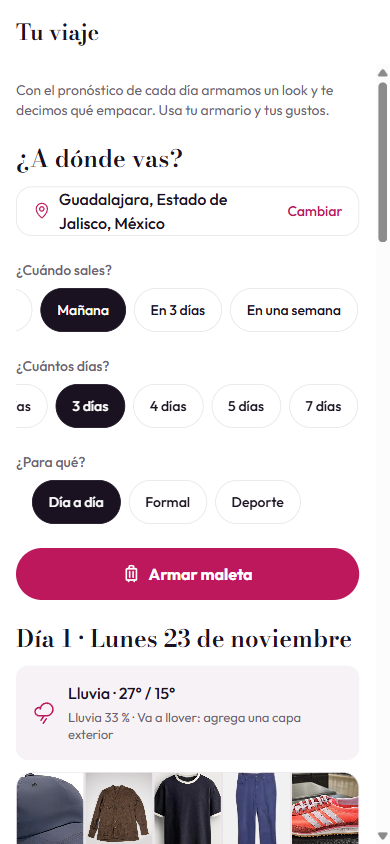 Tu viaje
Con el pronóstico de cada día armamos un look y te
decimos qué empacar. Usa tu armario y tus gustos.
¿A dónde vas?
Guadalajara, Estado de
Jalisco, México
Cambiar
¿Cuándo sales?
Mañana
En 3 días
En una semana
¿Cuántos días?
as
3 días
4 días
5 días
7 días
¿Para qué?
Día a día
Formal
Deporte
Armar maleta
Día 1 · Lunes 23 de noviembre
Lluvia · 27° / 15°
Lluvia 33 % · Va a llover: agrega una capa
exterior